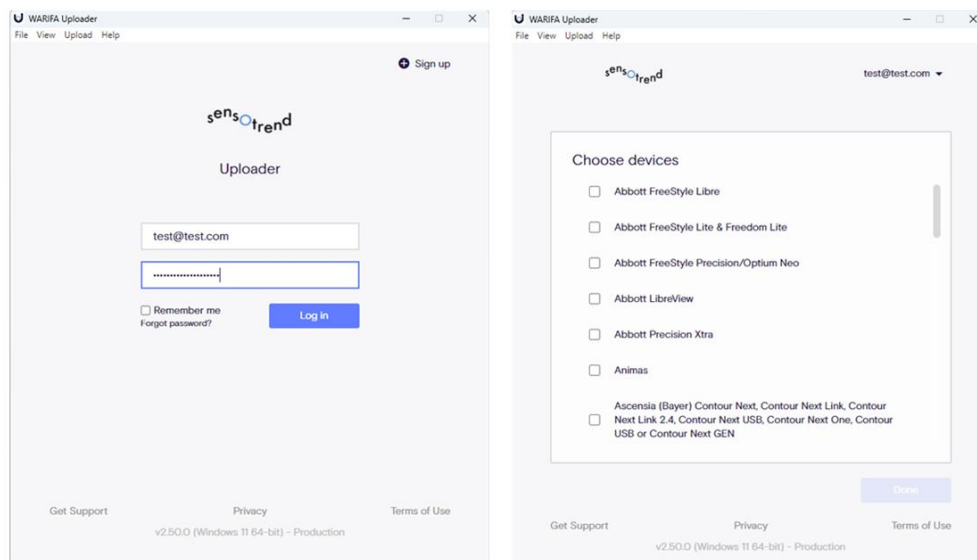 WARIFA Uploader
File View Upload Help
Sign up
sensotrend
Uploader
test@test.com
Remember me
Forgot password?
Log in
Get Support
Privacy
Terms of Use
v2.50.0 (Windows 11 64-bit) - Production
WARIFA Uploader
File View Upload Help
sensotrend
test@test.com
Choose devices
Abbott FreeStyle Libre
Abbott FreeStyle Lite & Freedom Lite
Abbott FreeStyle Precision/Optium Neo
Abbott LibreView
Abbott Precision Xtra
Animas
Ascensia (Bayer) Contour Next, Contour Next Link, Contour
Next Link 2.4, Contour Next USB, Contour Next One, Contour
USB or Contour Next GEN
Done
Get Support
Privacy
Terms of Use
v2.50.0 (Windows 11 64-bit) - Production